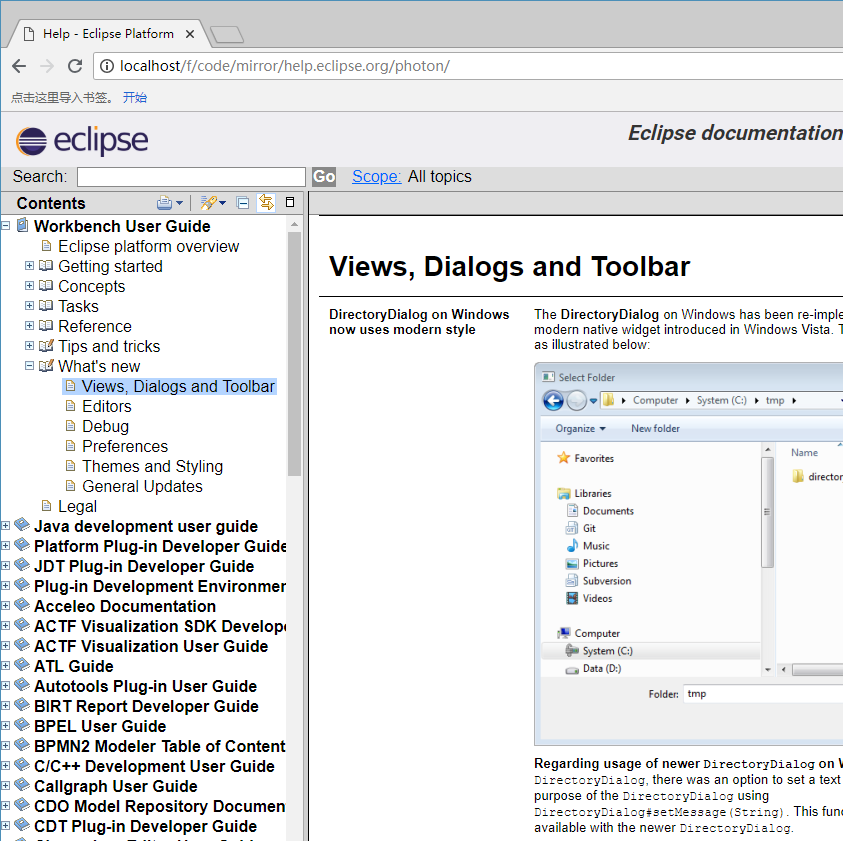 Help - Eclipse Platform
localhost/f/code/mirror/help.eclipse.org/photon/
点击这里导入书签。 开始
eclipse
Eclipse documentation
Search:
Go
Scope: All topics
Contents
Workbench User Guide
Eclipse platform overview
Getting started
Concepts
Tasks
Reference
Tips and tricks
What's new
Views, Dialogs and Toolbar
Editors
Debug
Preferences
Themes and Styling
General Updates
Legal
Java development user guide
Platform Plug-in Developer Guide
JDT Plug-in Developer Guide
Plug-in Development Environmen
Acceleo Documentation
ACTF Visualization SDK Develope
ACTF Visualization User Guide
ATL Guide
Autotools Plug-in User Guide
BIRT Report Developer Guide
BPEL User Guide
BPMN2 Modeler Table of Content
C/C++ Development User Guide
Callgraph User Guide
CDO Model Repository Documen
CDT Plug-in Developer Guide
Views, Dialogs and Toolbar
DirectoryDialog on Windows
now uses modern style
The DirectoryDialog on Windows has been re-imple
modern native widget introduced in Windows Vista. T
as illustrated below:
Select Folder
Computer System (C:) tmp
Organize New folder
Favorites
Libraries
Documents
Git
Music
Pictures
Subversion
Videos
Computer
System (C:)
Data (D:)
Name
director
Folder: tmp
Regarding usage of newer DirectoryDialog on W
DirectoryDialog, there was an option to set a text
purpose of the DirectoryDialog using
DirectoryDialog#setMessage(String). This func
available with the newer DirectoryDialog.